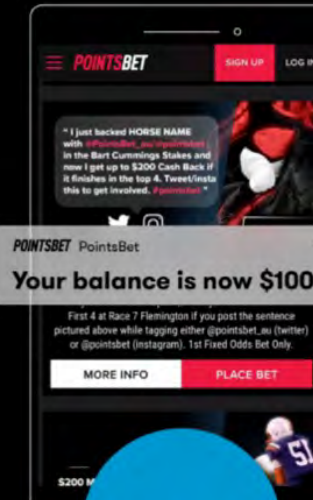 POINTSBET
SIGN UP
LOG IN
" I just backed HORSE NAME
with @PointsBet_au/@pointsbet
in the Bart Cummings Stakes and
now I get up to $200 Cash Back if
it finishes in the top 4. Tweet/insta
this to get involved. #pointsbet "
POINTSBET PointsBet
Your balance is now $100
First 4 at Race 7 Flemington if you post the sentence
pictured above while tagging either @pointsbet_au (twitter)
or @pointsbet (instagram). 1st Fixed Odds Bet Only.
MORE INFO
PLACE BET
51
$200 M